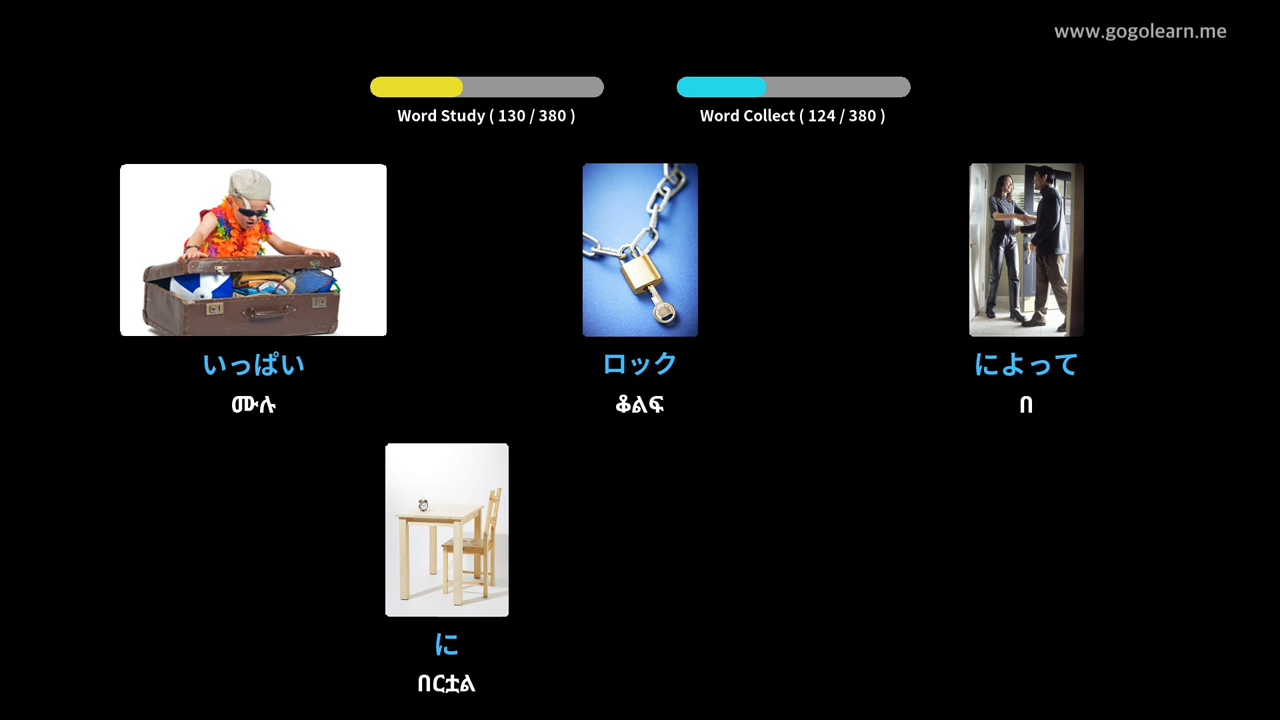 www.gogolearn.me
Word Study ( 130 / 380 )
Word Collect ( 124 / 380 )
いっぱい
ሙሉ
ロック
ቆልፍ
によって
በ
に
በርቷል